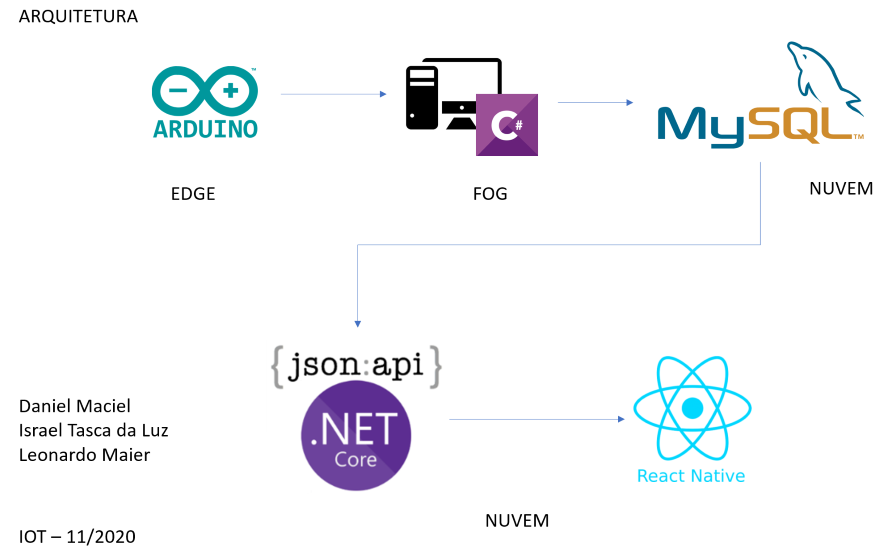 ARQUITETURA
ARDUINO
C#
MySQL
TM
EDGE
FOG
NUVEM
{json:api}
.NET
Core
React Native
Daniel Maciel
Israel Tasca da Luz
Leonardo Maier
NUVEM
IOT – 11/2020